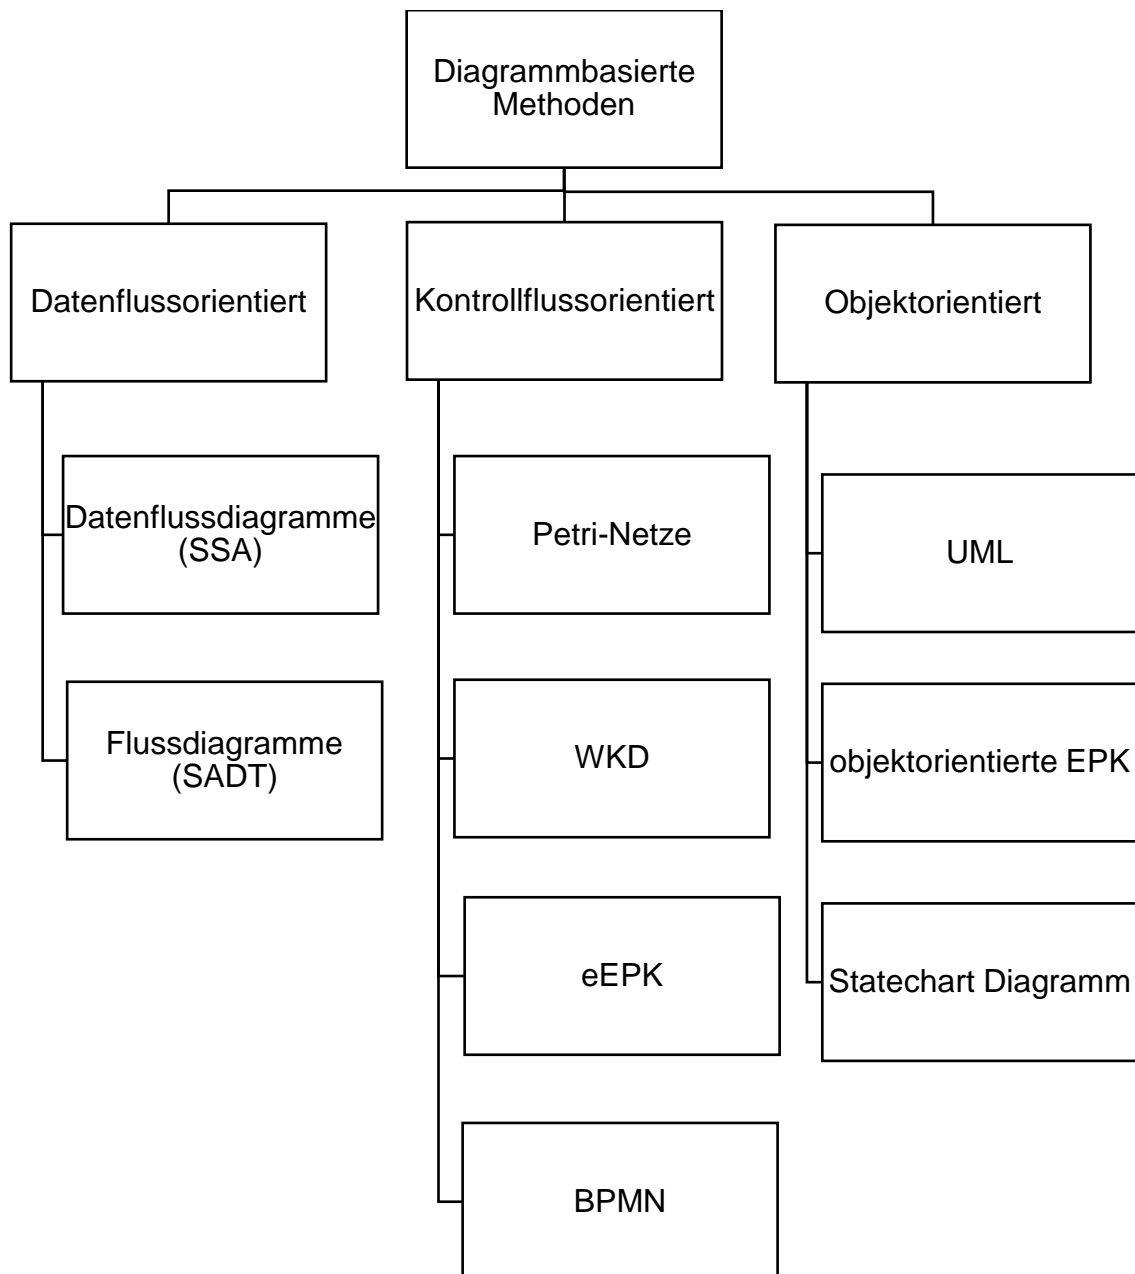 Diagrammbasierte
Methoden
Datenflussorientiert
Kontrollflussorientiert
Objektorientiert
Datenflussdiagramme
(SSA)
Flussdiagramme
(SADT)
Petri-Netze
WKD
eEPK
BPMN
UML
objektorientierte EPK
Statechart Diagramm